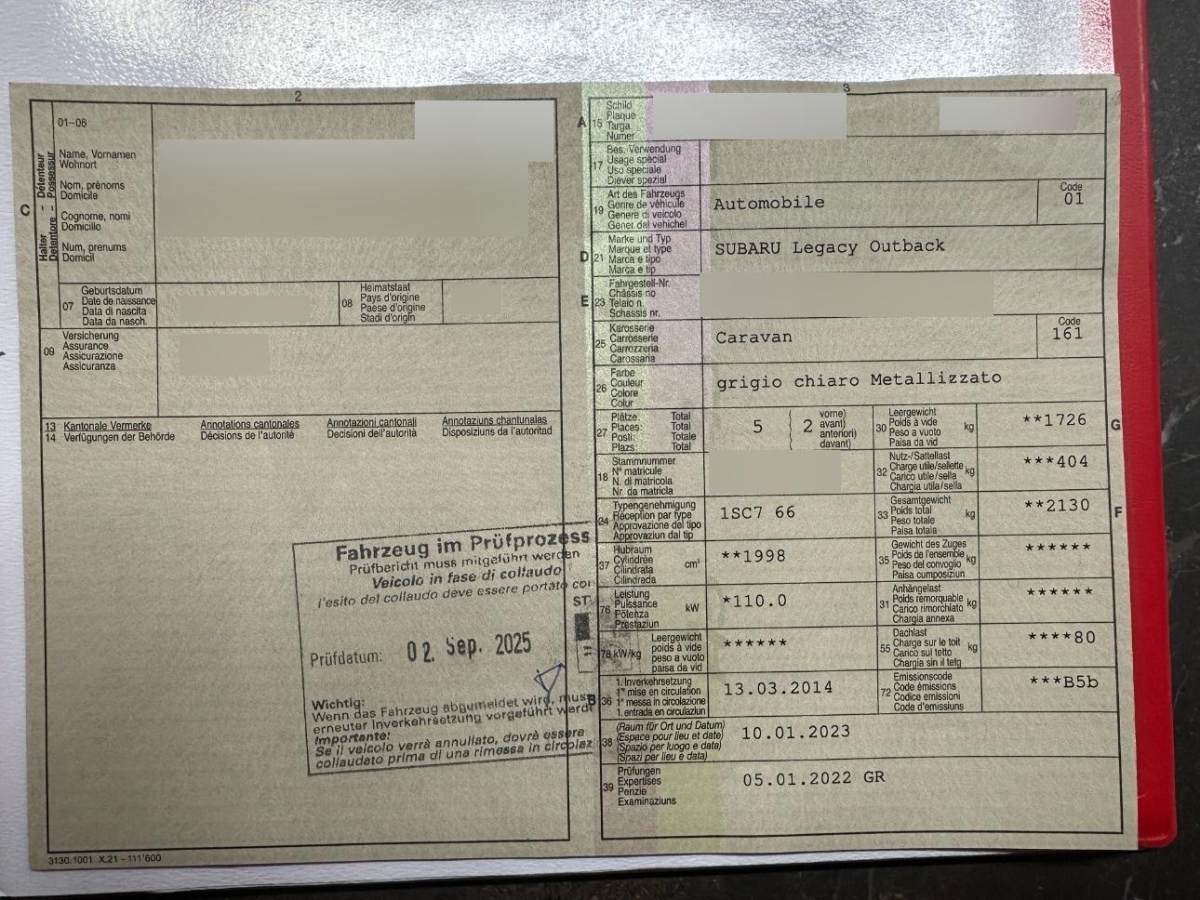 2
01-06
Halter - Détenteur
Detentore - Possessur
C
Name, Vornamen
Wohnort
Nom, prénoms
Domicile
Cognome, nomi
Domicilio
Num, prenums
Domicil
07
Geburtsdatum
Date de naissance
Data di nascita
Data da nasch.
08
Heimatstaat
Pays d'origine
Paese d'origine
Stadi d'origin
09
Versicherung
Assurance
Assicurazione
Assicuranza
13 Kantonale Vermerke
14 Verfügungen der Behörde
Annotations cantonales
Décisions de l'autorité
Annotazioni cantonali
Decisioni dell'autorità
Annotaziuns chantunalas
Disposiziuns da l'autoritad
Fahrzeug im Prüfprozess
Prüfbericht muss mitgeführt werden
Veicolo in fase di collaudo
l'esito del collaudo deve essere portato con
ST
Prüfdatum: 02. Sep. 2025
Wichtig:
Wenn das Fahrzeug abgemeldet wird, muss
erneuter Inverkehrsetzung vorgeführt werd
Importante:
Se il veicolo verrà annullato, dovrà essere
collaudato prima di una rimessa in circolaz
3130.1001 X.21 - 111'600
3
A 15
Schild
Plaque
Targa
Numer
17
Bes. Verwendung
Usage spécial
Uso speciale
Diever spezial
19
Art des Fahrzeugs
Genre de véhicule
Genere di veicolo
Gener dal vehichel
Automobile
Code
01
D 21
Marke und Typ
Marque et type
Marca e tipo
Marca e tip
SUBARU Legacy Outback
E 23
Fahrgestell-Nr.
Châssis no
Telaio n.
Schassis nr.
25
Karosserie
Carrosserie
Carrozzeria
Carossaria
Caravan
Code
161
26
Farbe
Couleur
Colore
Colur
grigio chiaro Metallizzato
27
Plätze: Total
Places: Total
Posti: Totale
Plazs: Total
5
2
vorne)
avant)
anteriori)
davant)
30
Leergewicht
Poids à vide
Peso a vuoto
Paisa da vid
kg
**1726
G
18
Stammnummer
N° matricule
N. di matricola
Nr. da matricla
32
Nutz-/Sattellast
Charge utile/sellette
Carico utile/sella
Chargia utila/sella
kg
***404
24
Typengenehmigung
Réception par type
Approvazione del tipo
Approvaziun dal tip
1SC7 66
33
Gesamtgewicht
Poids total
Peso totale
Paisa totala
kg
**2130
F
37
Hubraum
Cylindrée
Cilindrata
Cilindrada
cm³
**1998
35
Gewicht des Zuges
Poids de l'ensemble
Peso del convoglio
Paisa cumposiziun
kg
******
76
Leistung
Puissance
Potenza
Prestaziun
kW
*110.0
31
Anhängelast
Poids remorquable
Carico rimorchiato
Chargia annexa
kg
******
78 kW/kg
Leergewicht
poids à vide
peso a vuoto
paisa da vid
******
55
Dachlast
Charge sur le toit
Carico sul tetto
Chargia sin il tetg
kg
****80
B 36
1. Inverkehrsetzung
1re mise en circulation
1a messa in circolazione
1. entrada en circulaziun
13.03.2014
72
Emissionscode
Code émissions
Codice emissioni
Code d'emissiuns
***B5b
38
(Raum für Ort und Datum)
(Espace pour lieu et date)
(Spazio per luogo e data)
(Spazi per lieu e data)
10.01.2023
39
Prüfungen
Expertises
Perizie
Examinaziuns
05.01.2022 GR